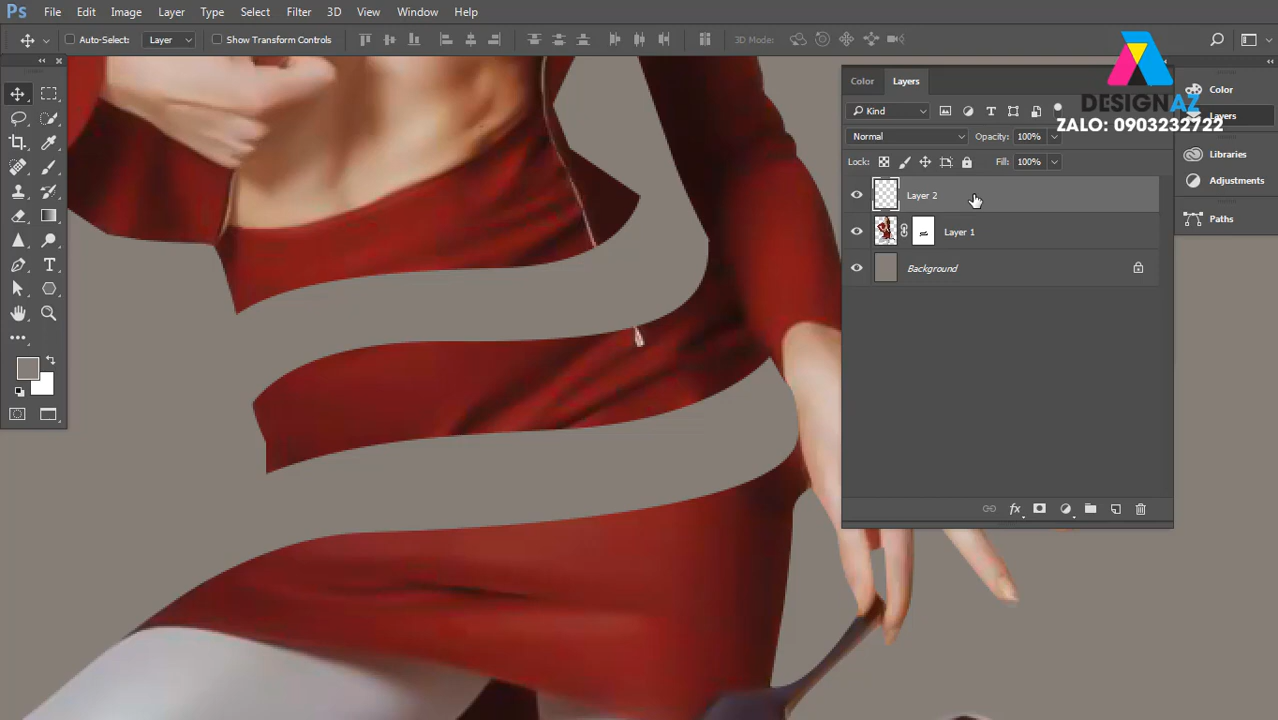 Ps File Edit Image Layer Type Select Filter 3D View Window Help
Auto-Select: Layer Show Transform Controls 3D Mode:
Color Layers
Color
DESIGNAZ
Layers
ZALO: 0903232722
Kind
Normal Opacity: 100%
Lock: Fill: 100%
Libraries
Adjustments
Paths
Layer 2
Layer 1
Background
fx